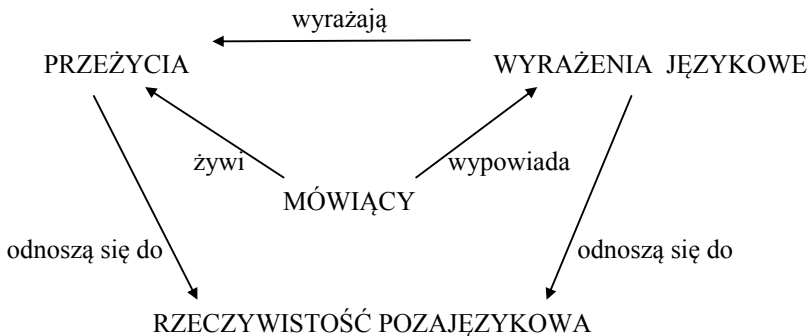 wyrażają
PRZEŻYCIA WYRAŻENIA JĘZYKOWE
żywi wypowiada
MÓWIĄCY
odnoszą się do odnoszą się do
RZECZYWISTOŚĆ POZAJĘZYKOWA